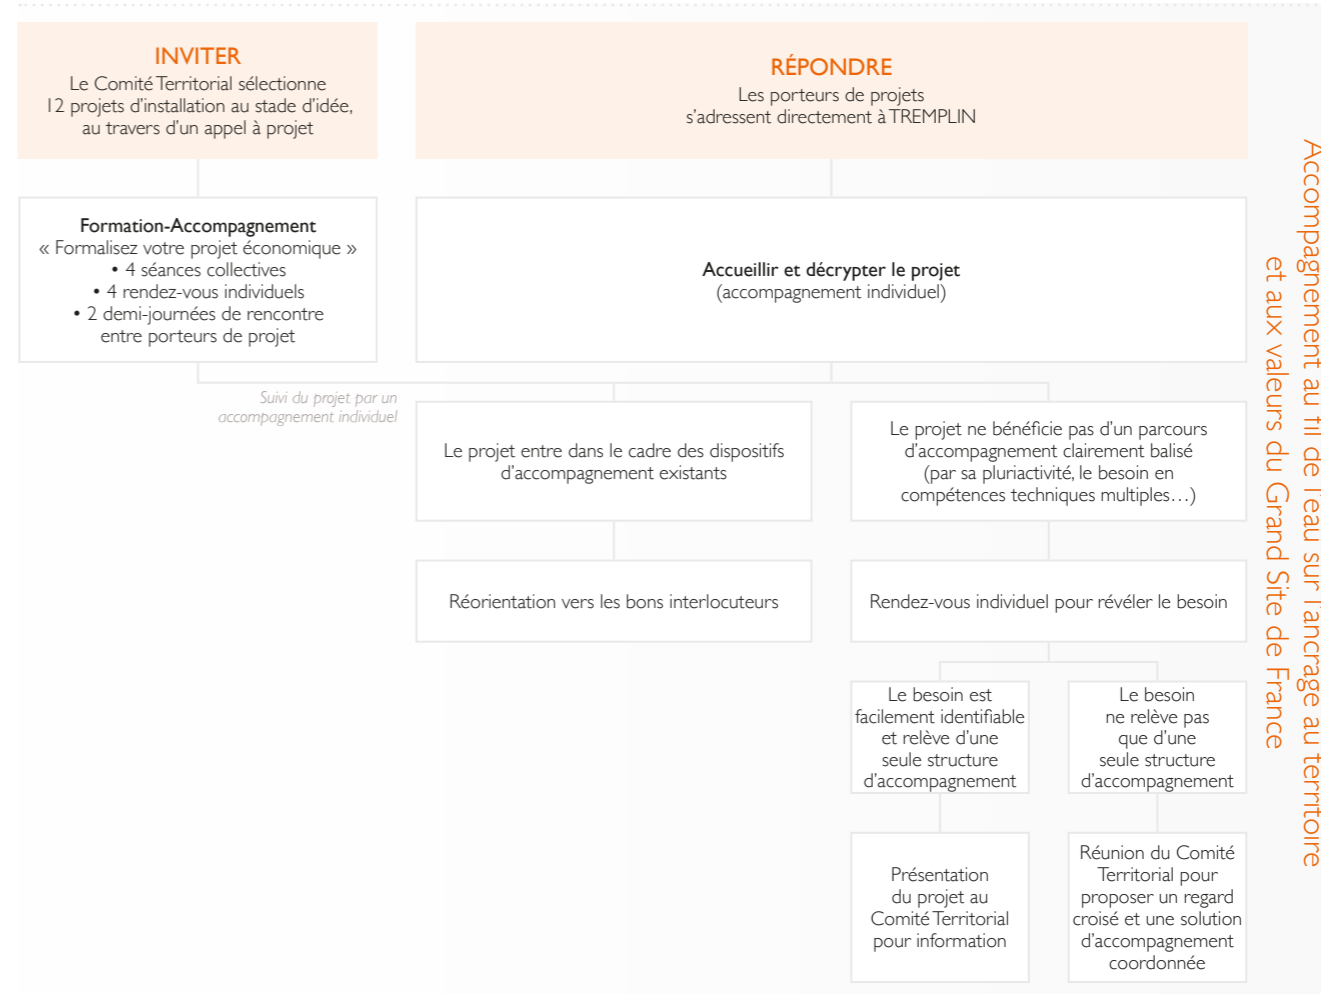 INVITER
Le Comité Territorial sélectionne
12 projets d'installation au stade d'idée,
au travers d'un appel à projet
RÉPONDRE
Les porteurs de projets
s'adressent directement à TREMPLIN
Formation-Accompagnement
« Formalisez votre projet économique »
• 4 séances collectives
• 4 rendez-vous individuels
• 2 demi-journées de rencontre
entre porteurs de projet
Accueillir et décrypter le projet
(accompagnement individuel)
Suivi du projet par un
accompagnement individuel
Le projet entre dans le cadre des dispositifs
d'accompagnement existants
Le projet ne bénéficie pas d'un parcours
d'accompagnement clairement balisé
(par sa pluriactivité, le besoin en
compétences techniques multiples…)
Réorientation vers les bons interlocuteurs
Rendez-vous individuel pour révéler le besoin
Le besoin est
facilement identifiable
et relève d'une
seule structure
d'accompagnement
Le besoin
ne relève pas
que d'une
seule structure
d'accompagnement
Présentation
du projet au
Comité Territorial
pour information
Réunion du Comité
Territorial pour
proposer un regard
croisé et une solution
d'accompagnement
coordonnée
Accompagnement au fil de l'eau sur l'ancrage au territoire
et aux valeurs du Grand Site de France